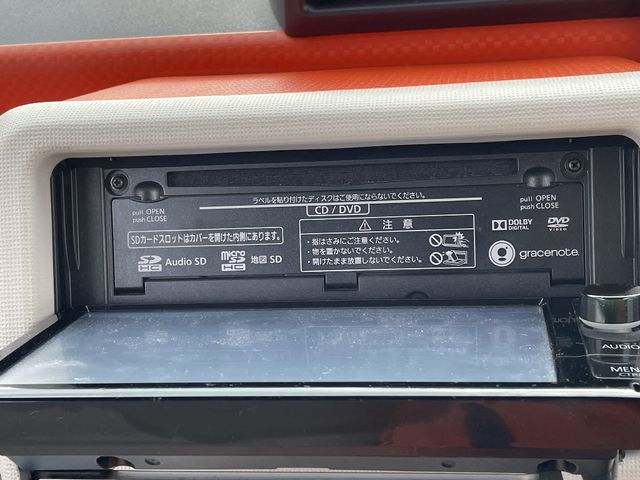 ラベルを貼り付けたディスクはご使用にならないでください。
CD / DVD
pull OPEN
push CLOSE
SDカードスロットはカバーを開けた内側にあります。
SD HC Audio SD
micro SD HC 地図 SD
⚠ 注 意
・指はさみにご注意ください。
・物を置かないでください。
・開けたまま放置しないでください。
pull OPEN
push CLOSE
DOLBY
DIGITAL
DVD
VIDEO
gracenote.
AUDIO
MENU